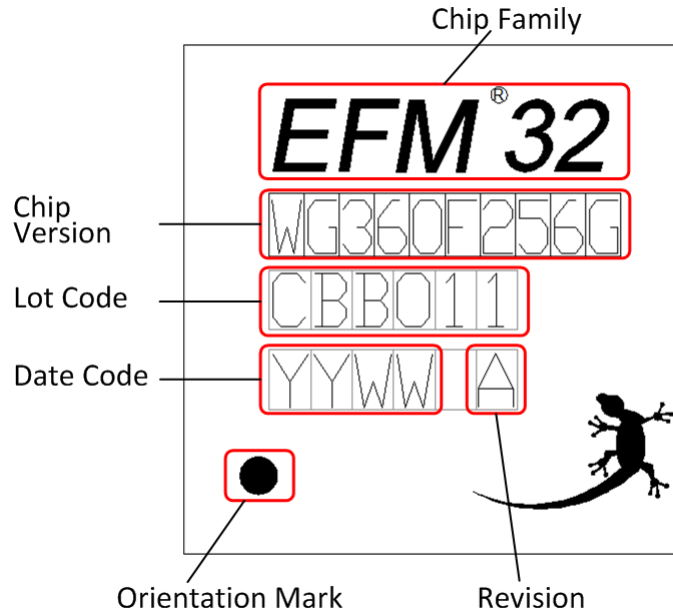 Chip Family
EFM®32
Chip
Version
WG360F256G
Lot Code
CBB011
Date Code
YYWW A
Orientation Mark
Revision